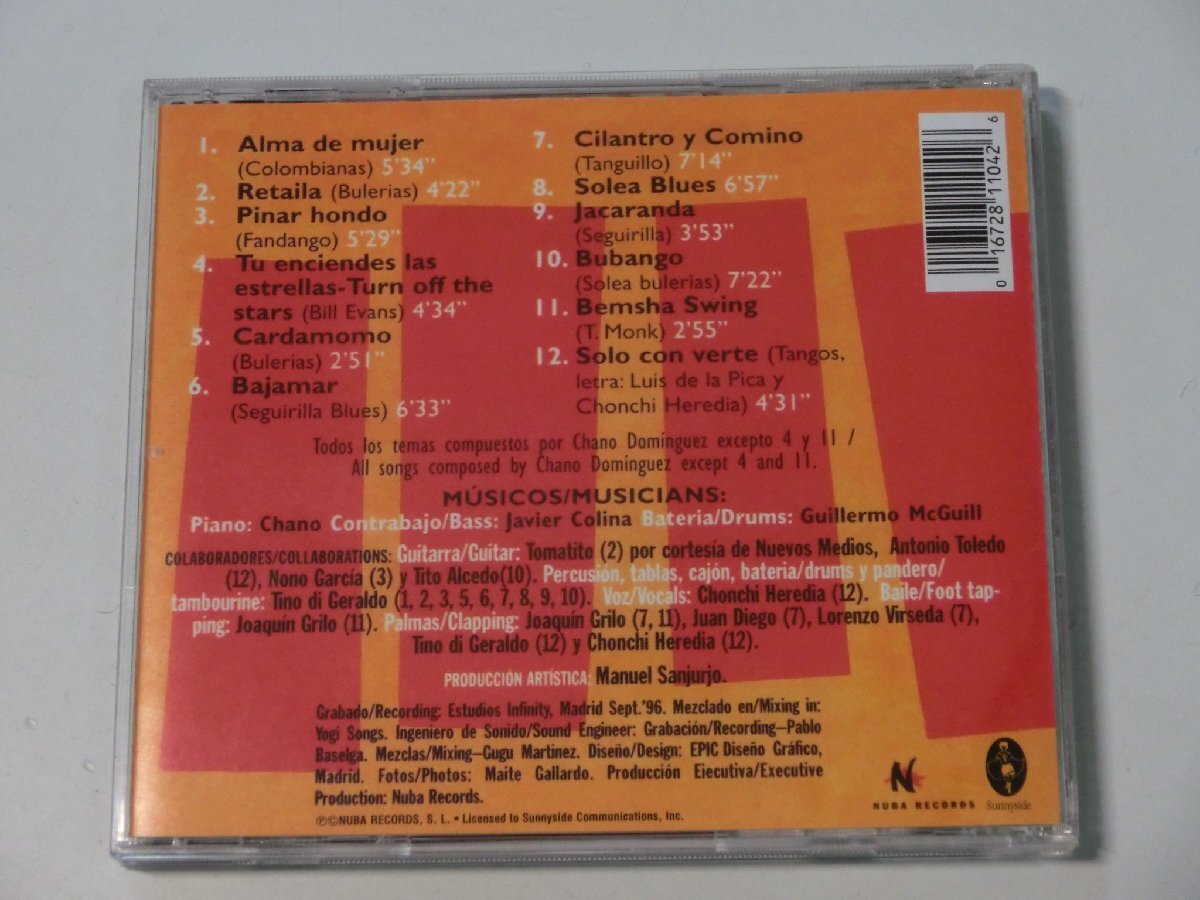 1. Alma de mujer
(Colombianas) 5'34"
2. Retaila (Bulerias) 4'22"
3. Pinar hondo
(Fandango) 5'29"
4. Tu enciendes las
estrellas-Turn off the
stars (Bill Evans) 4'34"
5. Cardamomo
(Bulerias) 2'51"
6. Bajamar
(Seguirilla Blues) 6'33"
7. Cilantro y Comino
(Tanguillo) 7'14"
8. Solea Blues 6'57"
9. Jacaranda
(Seguirilla) 3'53"
10. Bubango
(Solea bulerias) 7'22"
11. Bemsha Swing
(T. Monk) 2'55"
12. Solo con verte (Tangos,
letra: Luis de la Pica y
Chonchi Heredia) 4'31"
0 16728 11042 6
Todos los temas compuestos por Chano Domínguez excepto 4 y 11 /
All songs composed by Chano Domínguez except 4 and 11.
MÚSICOS/MUSICIANS:
Piano: Chano Contrabajo/Bass: Javier Colina Bateria/Drums: Guillermo McGuill
COLABORADORES/COLLABORATIONS: Guitarra/Guitar: Tomatito (2) por cortesía de Nuevos Medios, Antonio Toledo
(12), Nono García (3) y Tito Alcedo(10). Percusión, tablas, cajón, bateria/drums y pandero/
tambourine: Tino di Geraldo (1, 2, 3, 5, 6, 7, 8, 9, 10). Voz/Vocals: Chonchi Heredia (12). Baile/Foot tap-
ping: Joaquín Grilo (11). Palmas/Clapping: Joaquín Grilo (7, 11), Juan Diego (7), Lorenzo Virseda (7),
Tino di Geraldo (12) y Chonchi Heredia (12).
PRODUCCIÓN ARTÍSTICA: Manuel Sanjurjo.
Grabado/Recording: Estudios Infinity, Madrid Sept.'96. Mezclado en/Mixing in:
Yogi Songs. Ingeniero de Sonido/Sound Engineer: Grabación/Recording–Pablo
Baselga. Mezclas/Mixing–Gugu Martinez. Diseño/Design: EPIC Diseño Gráfico,
Madrid. Fotos/Photos: Maite Gallardo. Producción Eiecutiva/Executive
Production: Nuba Records.
℗©NUBA RECORDS, S. L. • Licensed to Sunnyside Communications, Inc.
N
NUBA RECORDS
Sunnyside